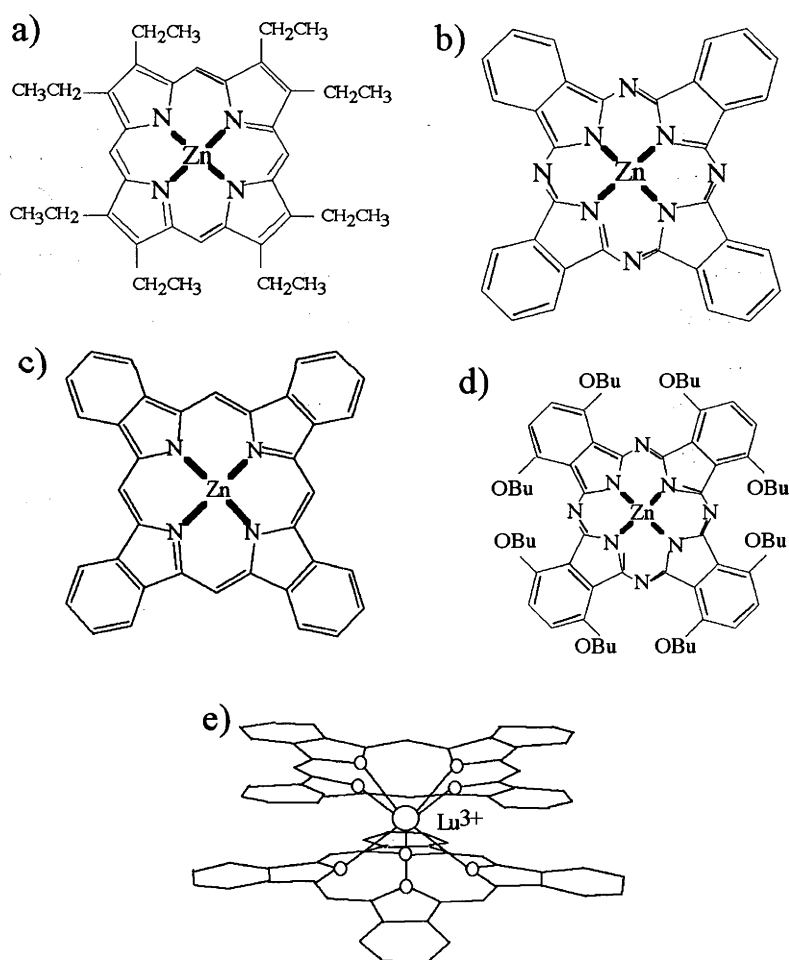 a)
CH2CH3 CH2CH3
CH3CH2 CH2CH3
N N
Zn
N N
CH3CH2 CH2CH3
CH2CH3 CH2CH3
b)
N
N N
N Zn N
N N
N
c)
N N
Zn
N N
d)
OBu OBu
N
OBu N N OBu
N Zn N
OBu N N OBu
N
OBu OBu
e)
Lu3+